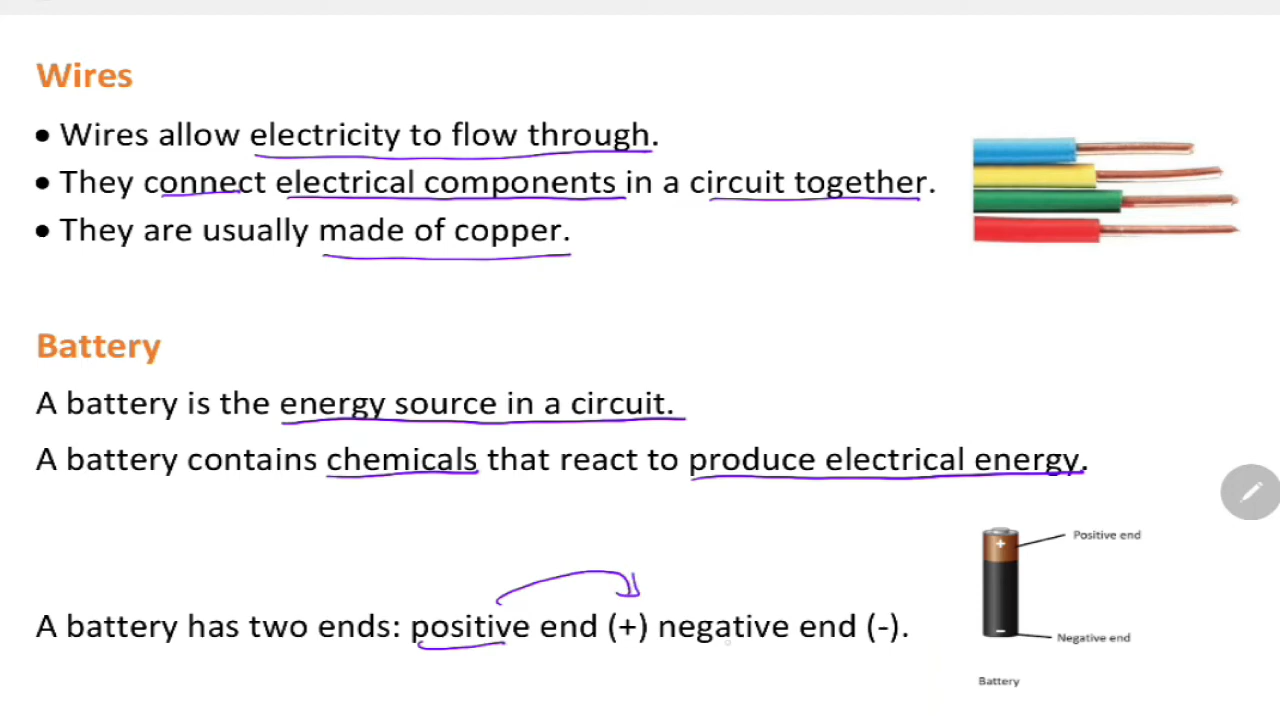 Wires
• Wires allow electricity to flow through.
• They connect electrical components in a circuit together.
• They are usually made of copper.
Battery
A battery is the energy source in a circuit.
A battery contains chemicals that react to produce electrical energy.
+
Positive end
A battery has two ends: positive end (+) negative end (-).
–
Negative end
Battery